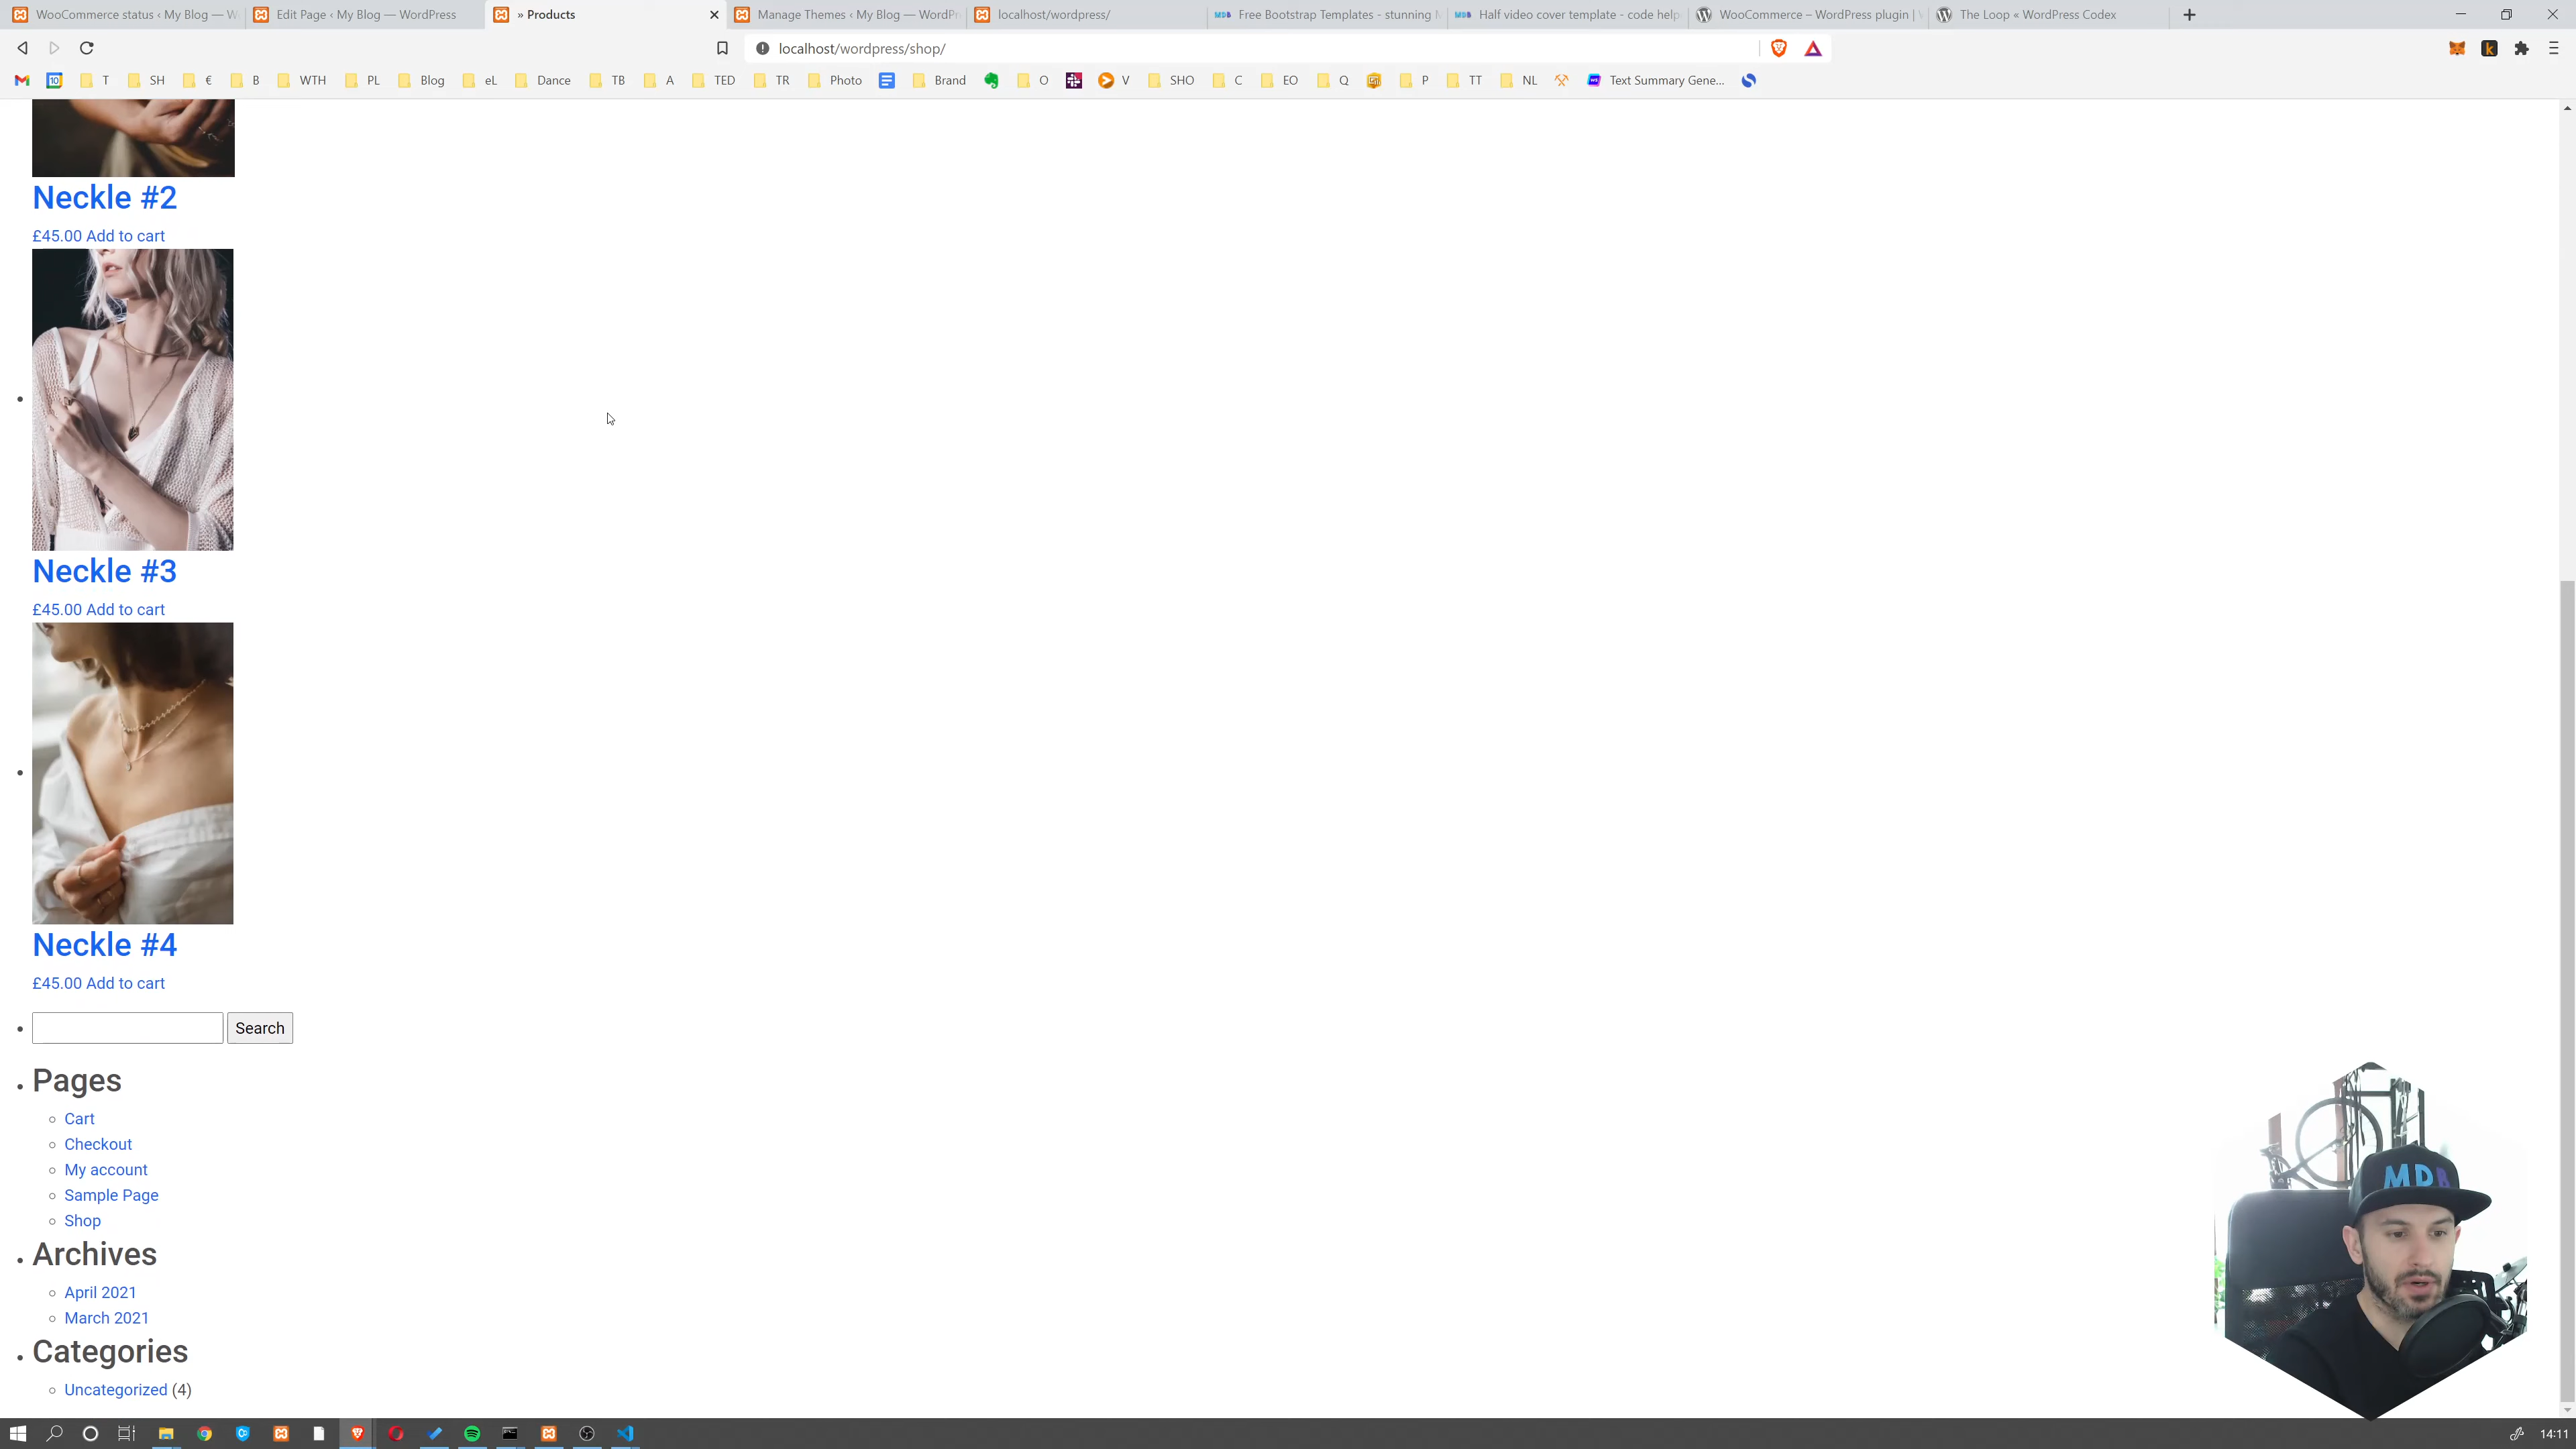 WooCommerce status ‹ My Blog — W
Edit Page ‹ My Blog — WordPress
» Products
Manage Themes ‹ My Blog — WordPr
localhost/wordpress/
Free Bootstrap Templates - stunning
Half video cover template - code help
WooCommerce – WordPress plugin |
The Loop « WordPress Codex
localhost/wordpress/shop/
T
SH
€
B
WTH
PL
Blog
eL
Dance
TB
A
TED
TR
Photo
Brand
O
V
SHO
C
EO
Q
P
TT
NL
Text Summary Gene...
Neckle #2
£45.00 Add to cart
Neckle #3
£45.00 Add to cart
Neckle #4
£45.00 Add to cart
Search
Pages
Cart
Checkout
My account
Sample Page
Shop
Archives
April 2021
March 2021
Categories
Uncategorized (4)
MDB
14:11